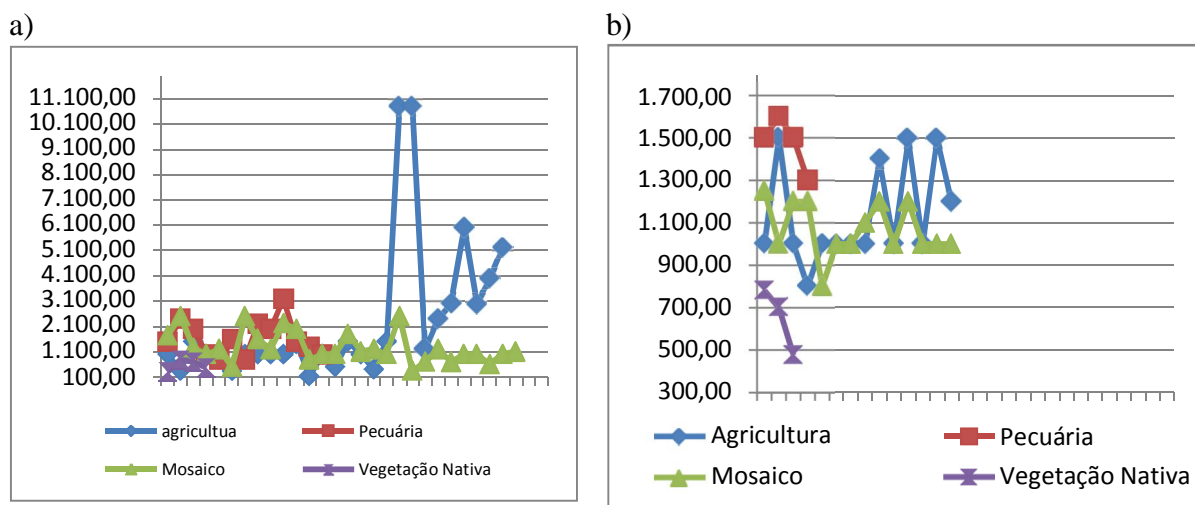 a)
11.100,00
10.100,00
9.100,00
8.100,00
7.100,00
6.100,00
5.100,00
4.100,00
3.100,00
2.100,00
1.100,00
100,00
agricultua
Pecuária
Mosaico
Vegetação Nativa
b)
1.700,00
1.500,00
1.300,00
1.100,00
900,00
700,00
500,00
300,00
Agricultura
Pecuária
Mosaico
Vegetação Nativa